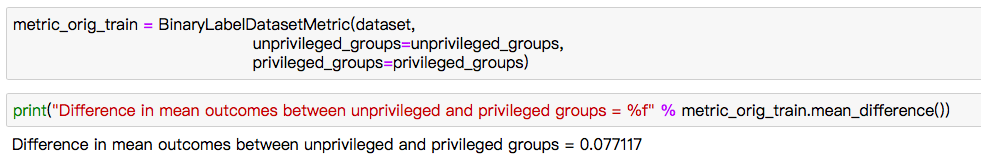 metric_orig_train = BinaryLabelDatasetMetric(dataset,
unprivileged_groups=unprivileged_groups,
privileged_groups=privileged_groups)
print("Difference in mean outcomes between unprivileged and privileged groups = %f" % metric_orig_train.mean_difference())
Difference in mean outcomes between unprivileged and privileged groups = 0.077117